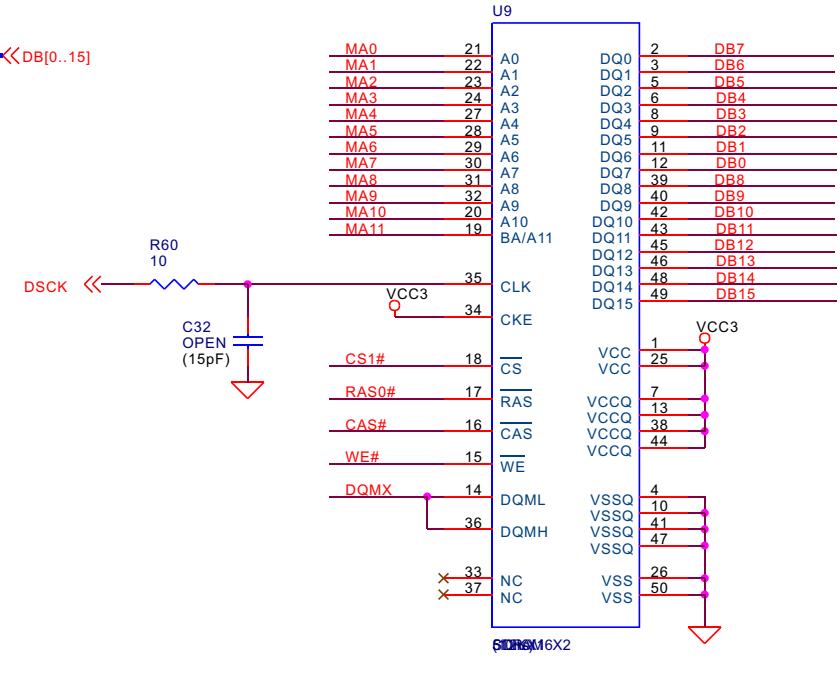 U9
DB[0..15]
MA0 21 A0 DQ0 2 DB7
MA1 22 A1 DQ1 3 DB6
MA2 23 A2 DQ2 5 DB5
MA3 24 A3 DQ3 6 DB4
MA4 27 A4 DQ4 8 DB3
MA5 28 A5 DQ5 9 DB2
MA6 29 A6 DQ6 11 DB1
MA7 30 A7 DQ7 12 DB0
MA8 31 A8 DQ8 39 DB8
MA9 32 A9 DQ9 40 DB9
MA10 20 A10 DQ10 42 DB10
MA11 19 BA/A11 DQ11 43 DB11
DQ12 45 DB12
DQ13 46 DB13
DQ14 48 DB14
DQ15 49 DB15
R60
10
DSCK 35 CLK
VCC3
34 CKE
C32
OPEN
(15pF)
VCC3
VCC 1
VCC 25
CS1# 18 CS
RAS0# 17 RAS VCCQ 7
VCCQ 13
CAS# 16 CAS VCCQ 38
VCCQ 44
WE# 15 WE
DQMX 14 DQML VSSQ 4
VSSQ 10
36 DQMH VSSQ 41
VSSQ 47
33 NC VSS 26
37 NC VSS 50